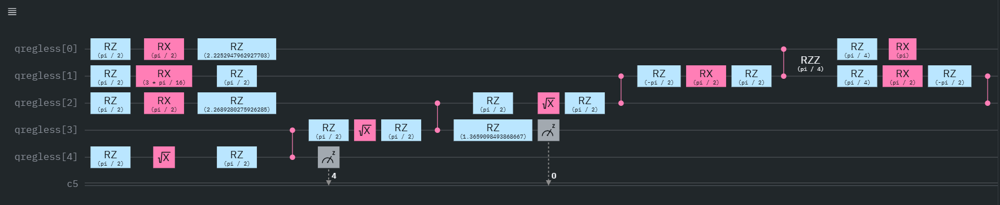 qregless[0] RZ (pi / 2) RX (pi / 2) RZ (2.2252947962927703) RZZ (pi / 4) RZ (pi / 4) RX (pi)
qregless[1] RZ (pi / 2) RX (3 * pi / 16) RZ (pi / 2) RZ (-pi / 2) RX (pi / 2) RZ (pi / 2) RZ (pi / 4) RX (pi / 2) RZ (-pi / 2)
qregless[2] RZ (pi / 2) RX (pi / 2) RZ (2.2689280275926285) RZ (pi / 2) √X RZ (pi / 2)
qregless[3] RZ (pi / 2) √X RZ (pi / 2) RZ (1.3659098493868667) z
qregless[4] RZ (pi / 2) √X RZ (pi / 2) z
4 0
c5